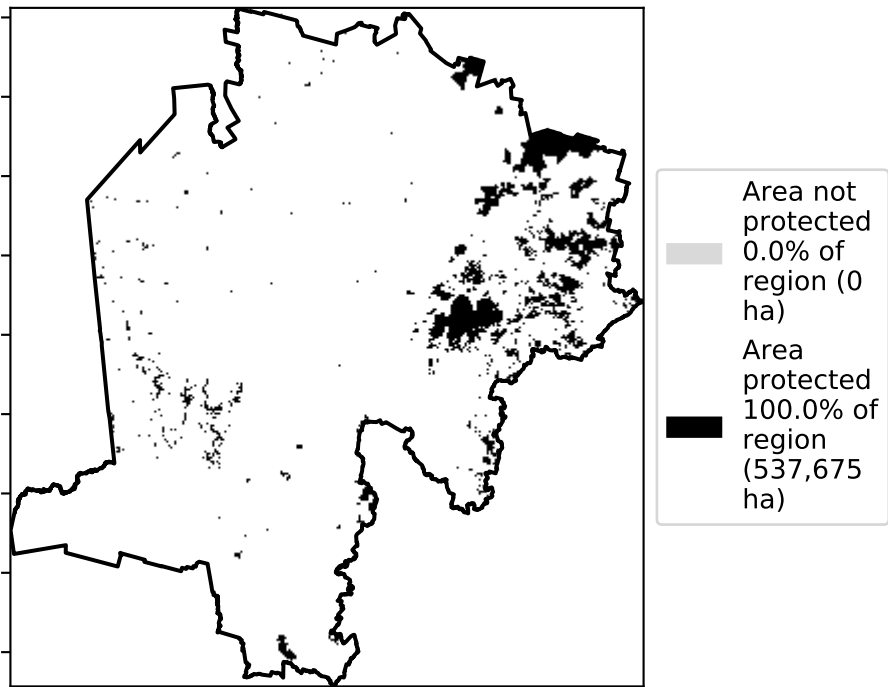 Area not
protected
0.0% of
region (0
ha)
Area
protected
100.0% of
region
(537,675
ha)